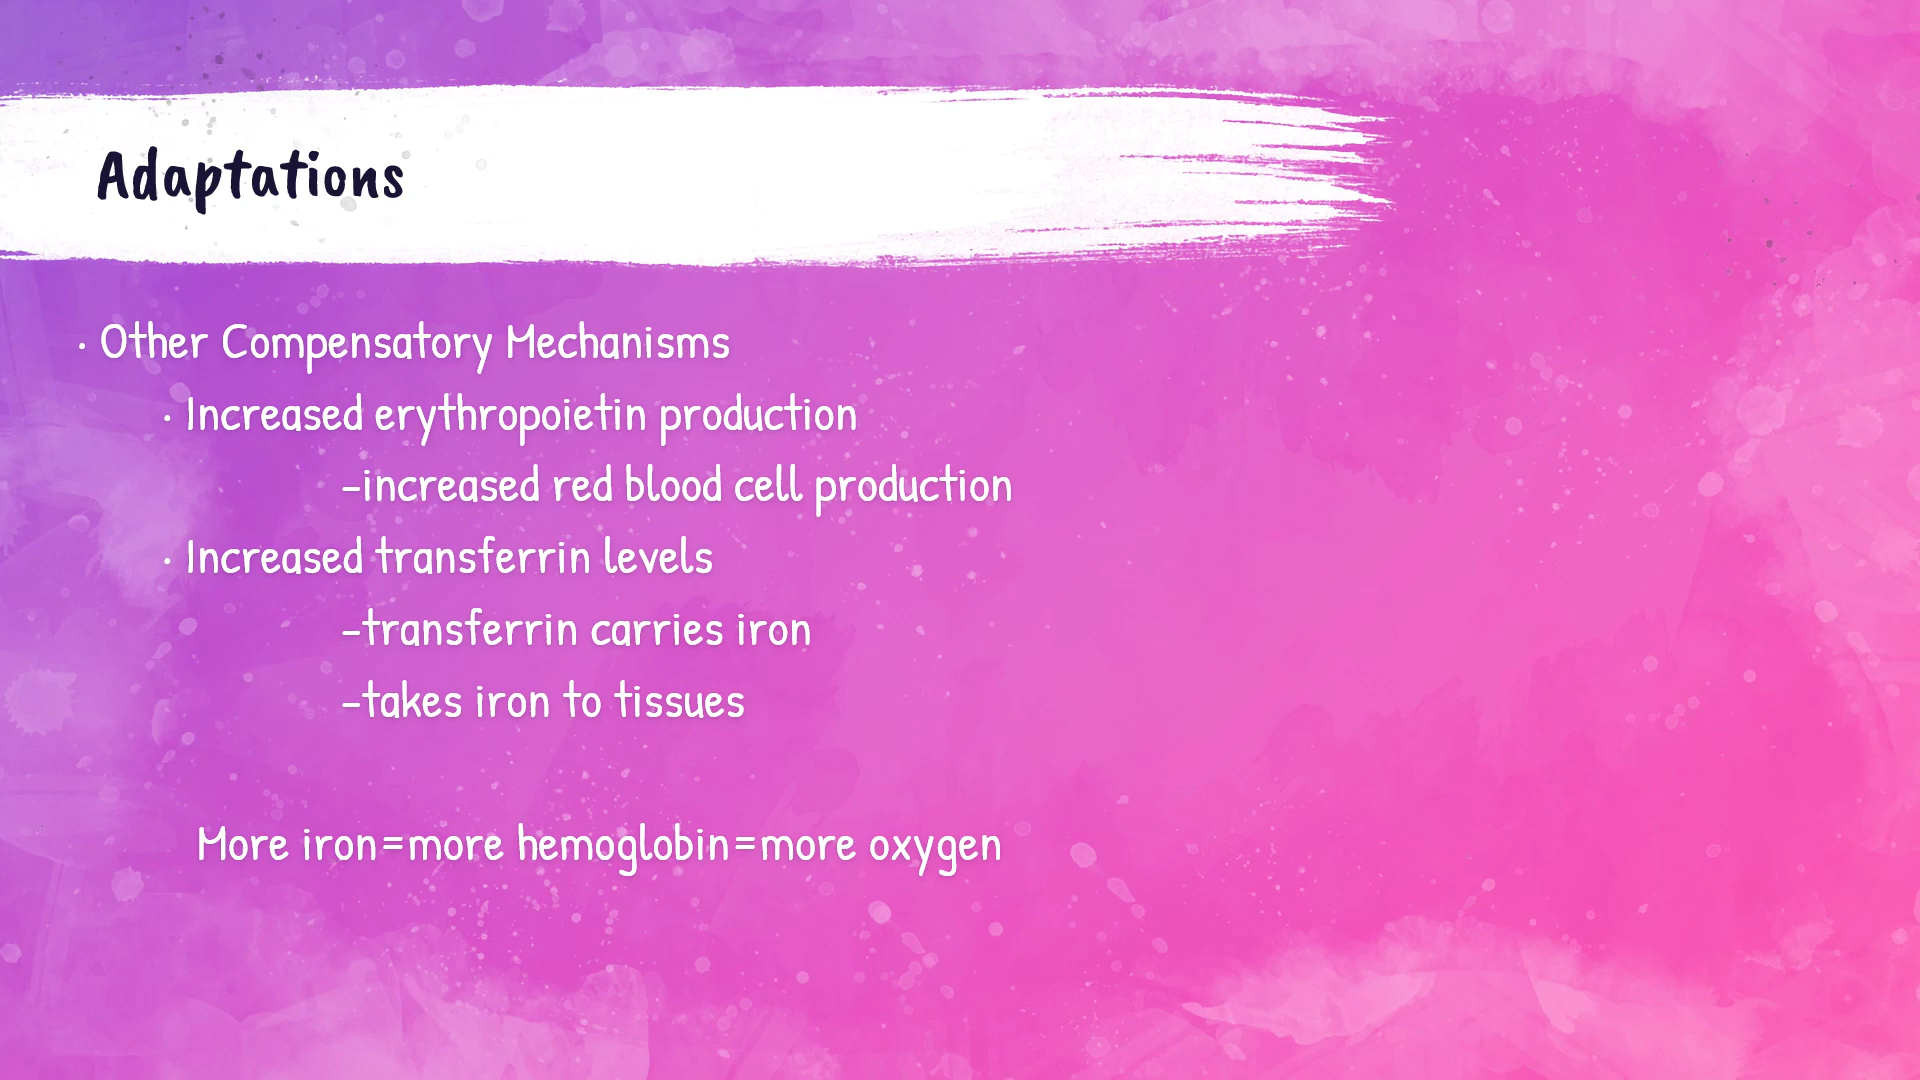 Adaptations
· Other Compensatory Mechanisms
· Increased erythropoietin production
-increased red blood cell production
· Increased transferrin levels
-transferrin carries iron
-takes iron to tissues
More iron=more hemoglobin=more oxygen